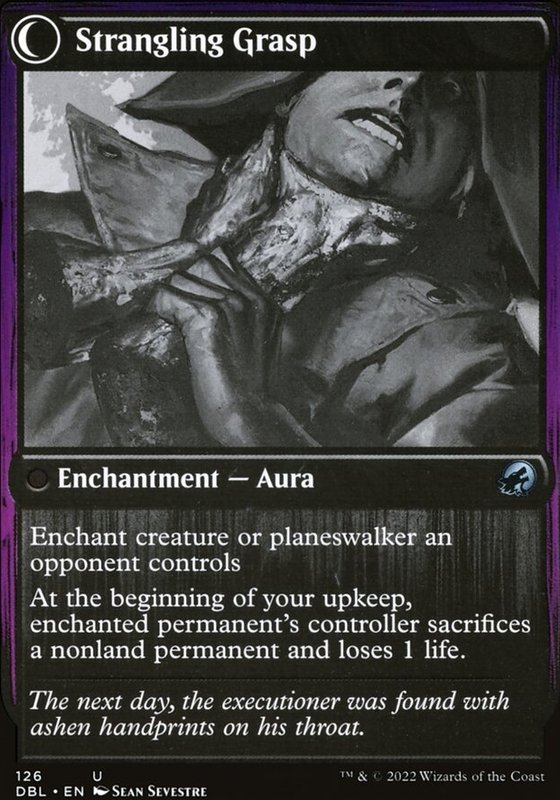 Strangling Grasp
Enchantment — Aura
Enchant creature or planeswalker an
opponent controls
At the beginning of your upkeep,
enchanted permanent's controller sacrifices
a nonland permanent and loses 1 life.
The next day, the executioner was found with
ashen handprints on his throat.
126 U
DBL • EN Sean Sevestre
™ & © 2022 Wizards of the Coast